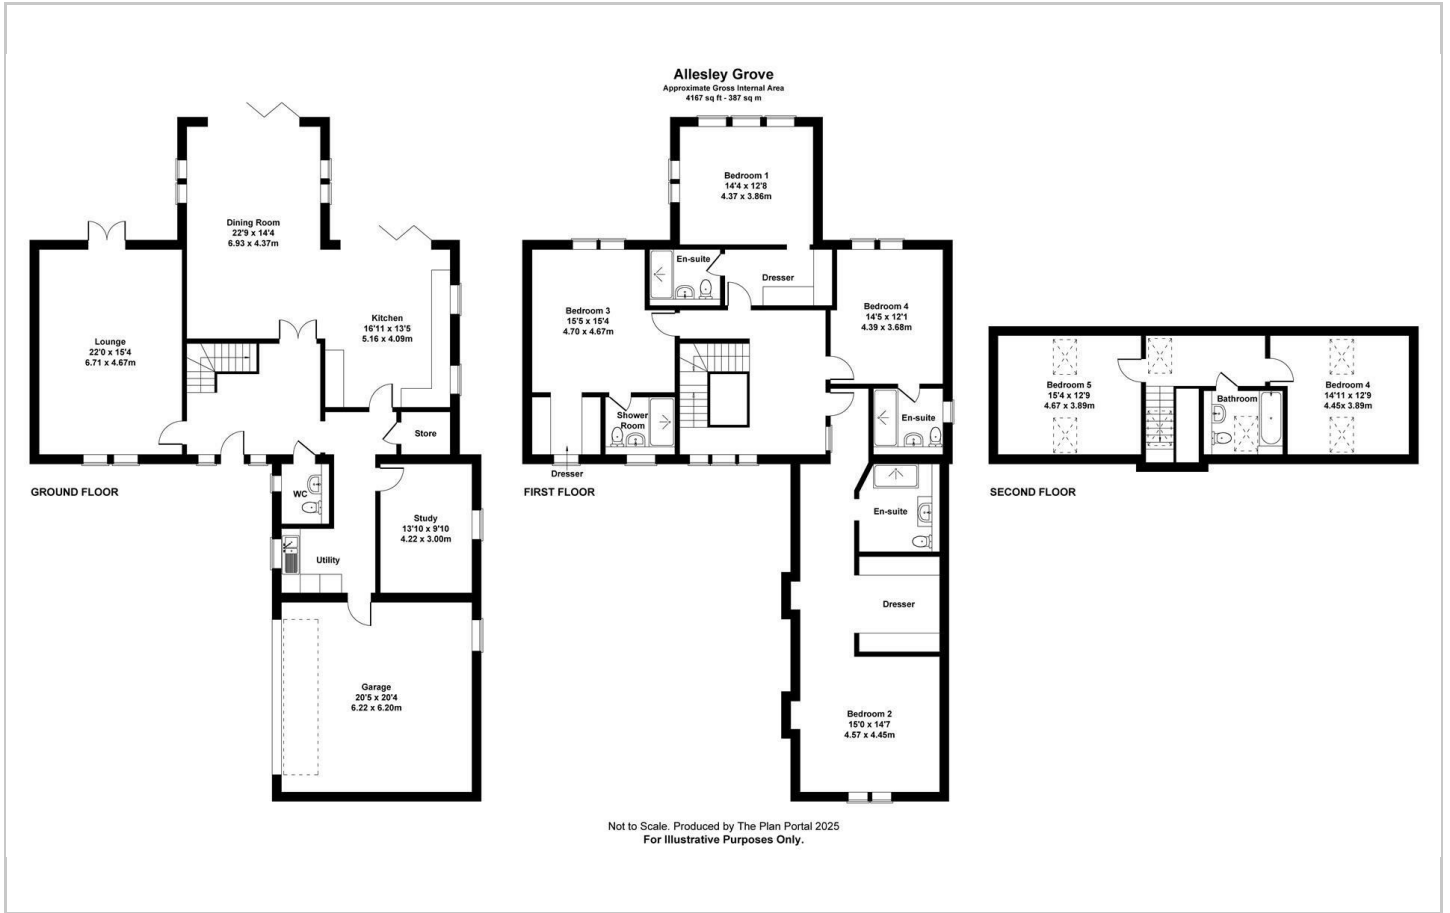 Allesley Grove
Approximate Gross Internal Area
4167 sq ft - 387 sq m
Dining Room
22'9 x 14'4
6.93 x 4.37m
Kitchen
16'11 x 13'5
5.16 x 4.09m
Lounge
22'0 x 15'4
6.71 x 4.67m
Store
WC
Study
13'10 x 9'10
4.22 x 3.00m
Utility
Garage
20'5 x 20'4
6.22 x 6.20m
GROUND FLOOR
Bedroom 1
14'4 x 12'8
4.37 x 3.86m
En-suite
Dresser
Bedroom 3
15'5 x 15'4
4.70 x 4.67m
Bedroom 4
14'5 x 12'1
4.39 x 3.68m
Shower
Room
En-suite
Dresser
En-suite
Dresser
Bedroom 2
15'0 x 14'7
4.57 x 4.45m
FIRST FLOOR
Bedroom 5
15'4 x 12'9
4.67 x 3.89m
Bathroom
Bedroom 4
14'11 x 12'9
4.45x 3.89m
SECOND FLOOR
Not to Scale. Produced by The Plan Portal 2025
For Illustrative Purposes Only.